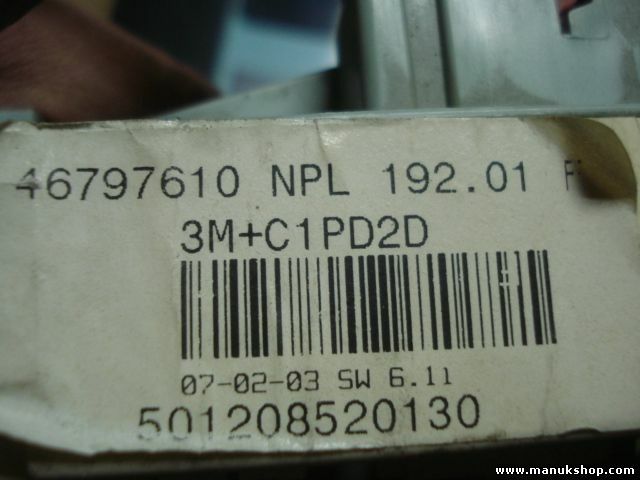 46797610 NPL 192.01 F
3M+C1PD2D
07-02-03 SW 6.11
501208520130
www.manukshop.com